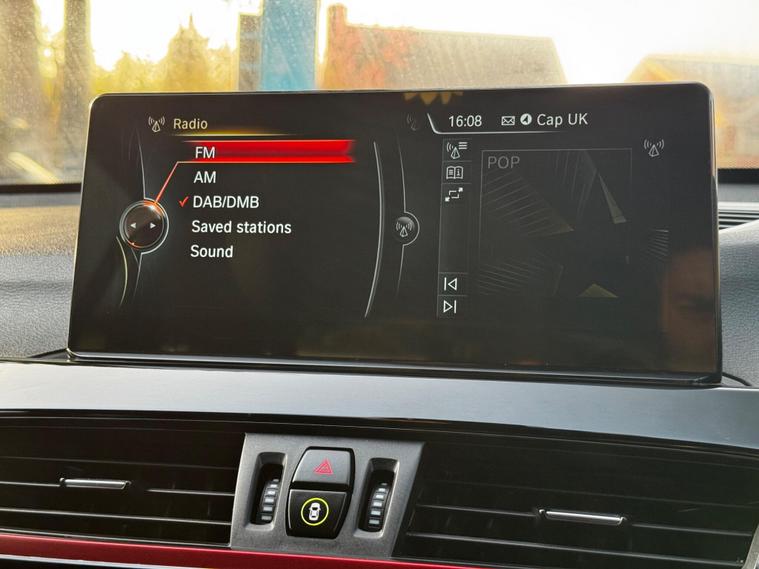 Radio
16:08 Cap UK
FM
POP
AM
DAB/DMB
Saved stations
Sound